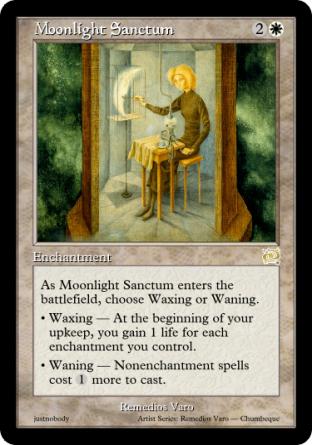 Moonlight Sanctum 2
Enchantment
As Moonlight Sanctum enters the
battlefield, choose Waxing or Waning.
• Waxing — At the beginning of your
upkeep, you gain 1 life for each
enchantment you control.
• Waning — Nonenchantment spells
cost 1 more to cast.
Remedios Varo
justnobody Artist Series: Remedios Varo — Chumbeque